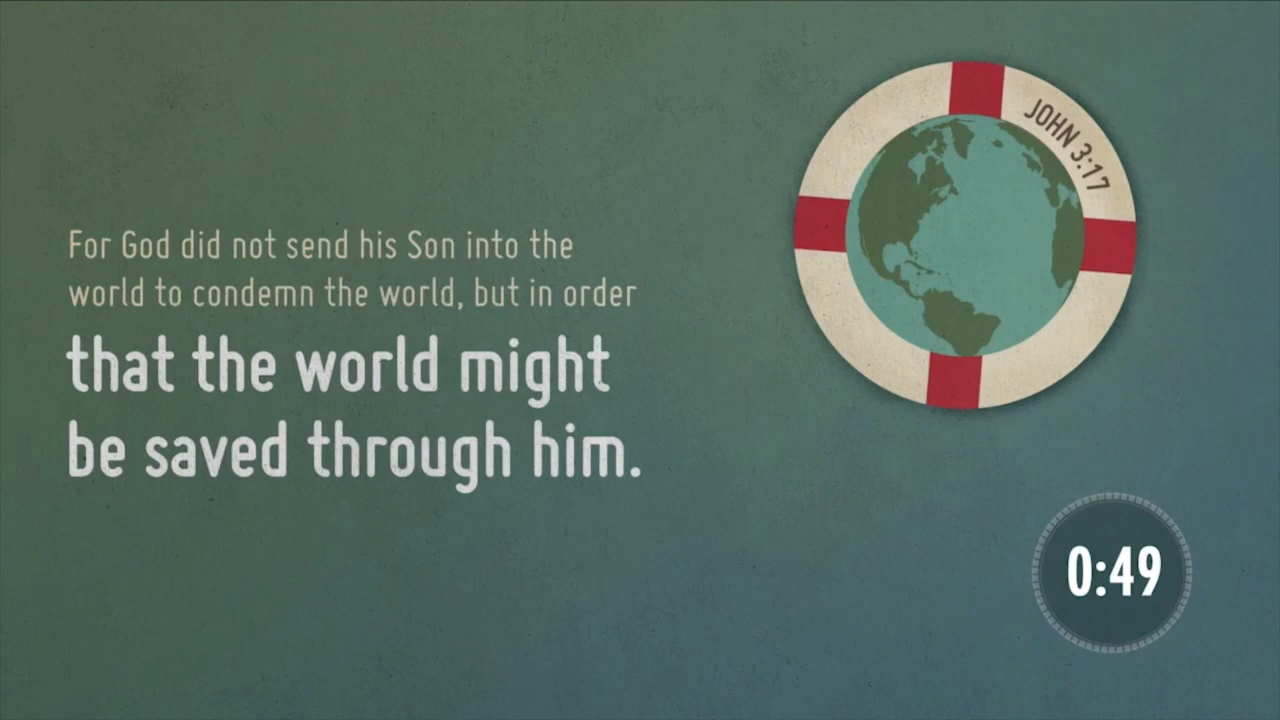 JOHN 3:17
For God did not send his Son into the
world to condemn the world, but in order
that the world might
be saved through him.
0:49